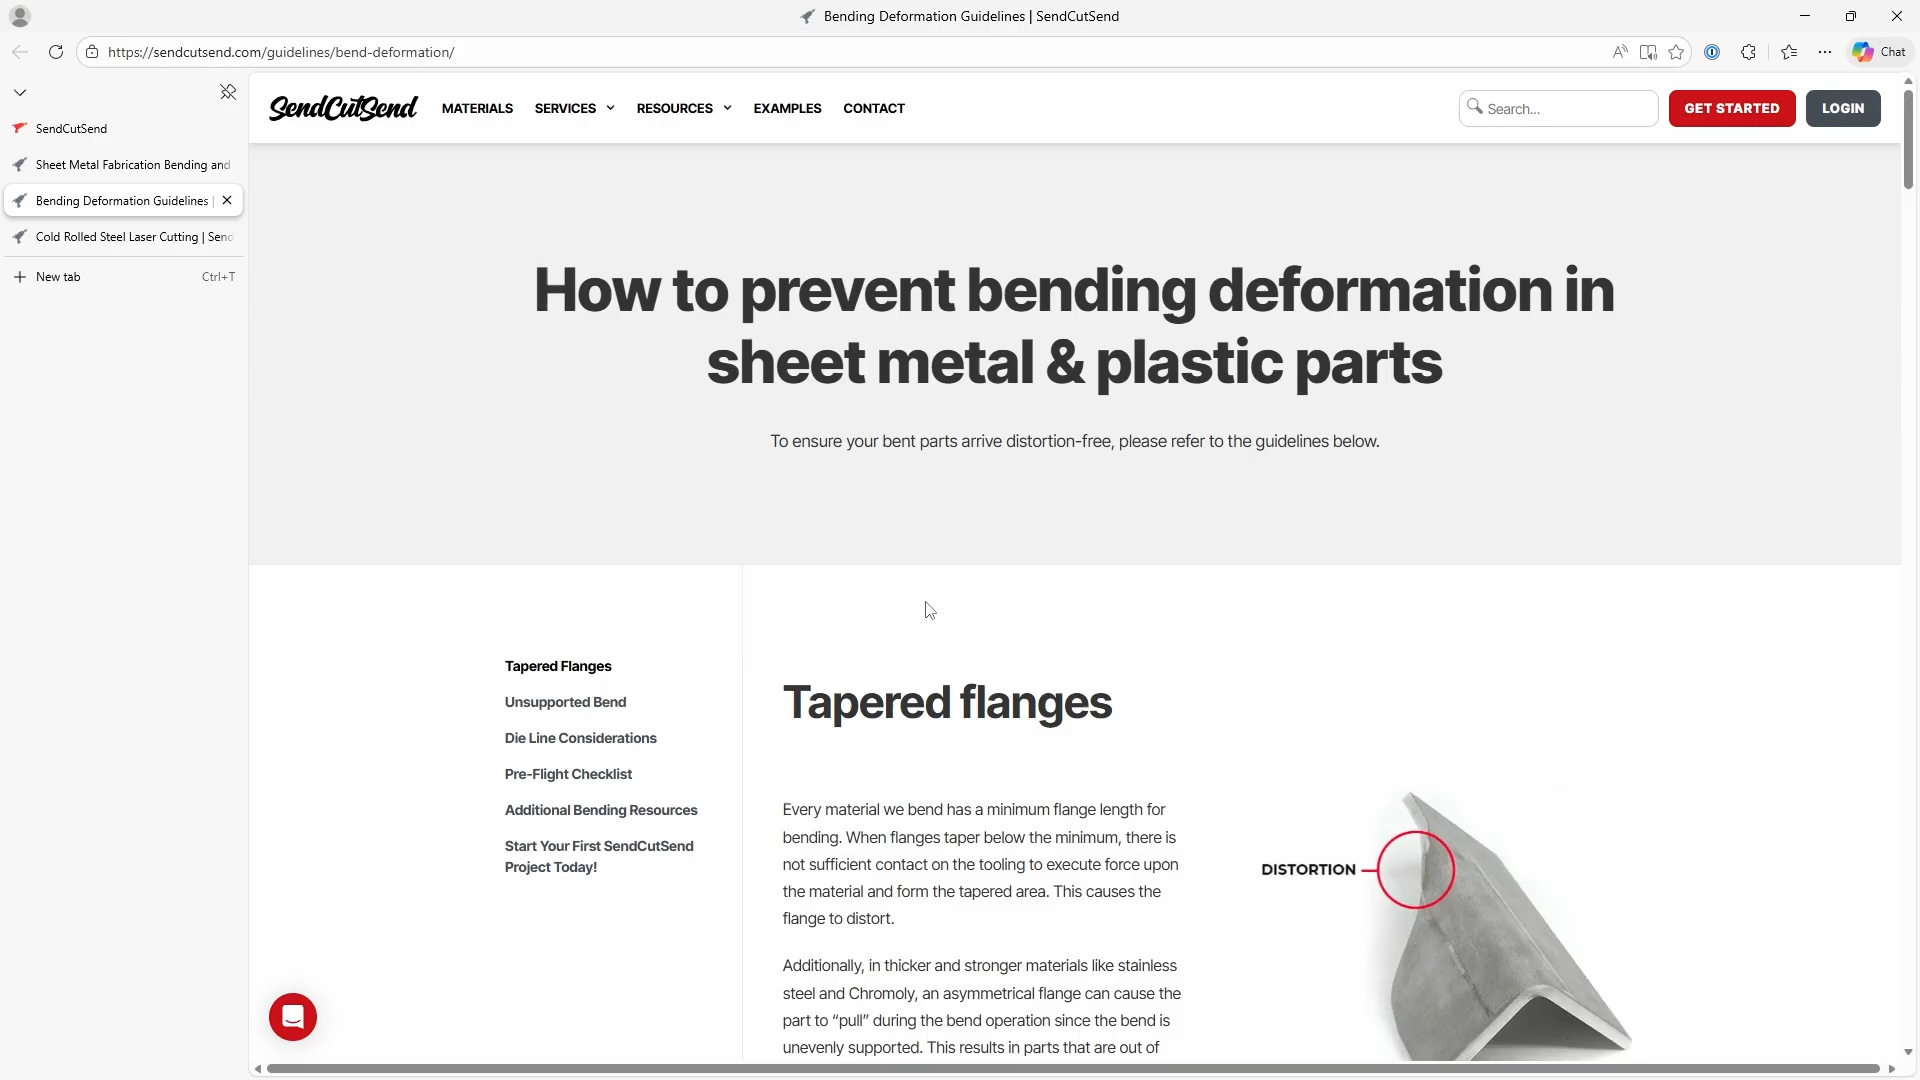 Bending Deformation Guidelines | SendCutSend
https://sendcutsend.com/guidelines/bend-deformation/
Chat
SendCutSend
Sheet Metal Fabrication Bending and
Bending Deformation Guidelines |
Cold Rolled Steel Laser Cutting | Send
New tab Ctrl+T
SendCutSend MATERIALS SERVICES RESOURCES EXAMPLES CONTACT Search... GET STARTED LOGIN
How to prevent bending deformation in
sheet metal & plastic parts
To ensure your bent parts arrive distortion-free, please refer to the guidelines below.
Tapered Flanges
Unsupported Bend
Die Line Considerations
Pre-Flight Checklist
Additional Bending Resources
Start Your First SendCutSend
Project Today!
Tapered flanges
Every material we bend has a minimum flange length for
bending. When flanges taper below the minimum, there is
not sufficient contact on the tooling to execute force upon
the material and form the tapered area. This causes the
flange to distort.
Additionally, in thicker and stronger materials like stainless
steel and Chromoly, an asymmetrical flange can cause the
part to “pull” during the bend operation since the bend is
unevenly supported. This results in parts that are out of
DISTORTION